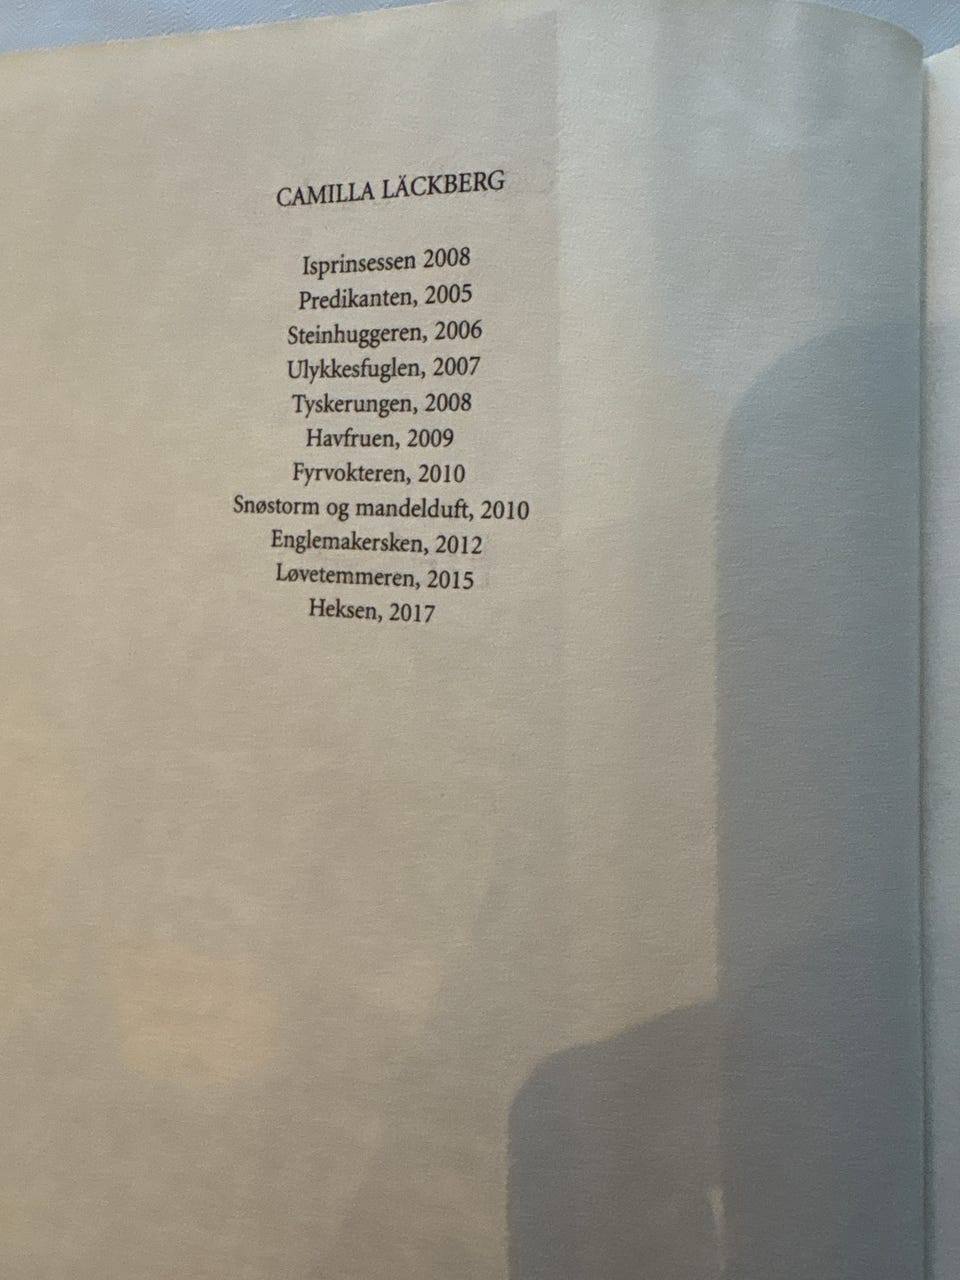 CAMILLA LÄCKBERG
Isprinsessen 2008
Predikanten, 2005
Steinhuggeren, 2006
Ulykkesfuglen, 2007
Tyskerungen, 2008
Havfruen, 2009
Fyrvokteren, 2010
Snøstorm og mandelduft, 2010
Englemakersken, 2012
Løvetemmeren, 2015
Heksen, 2017